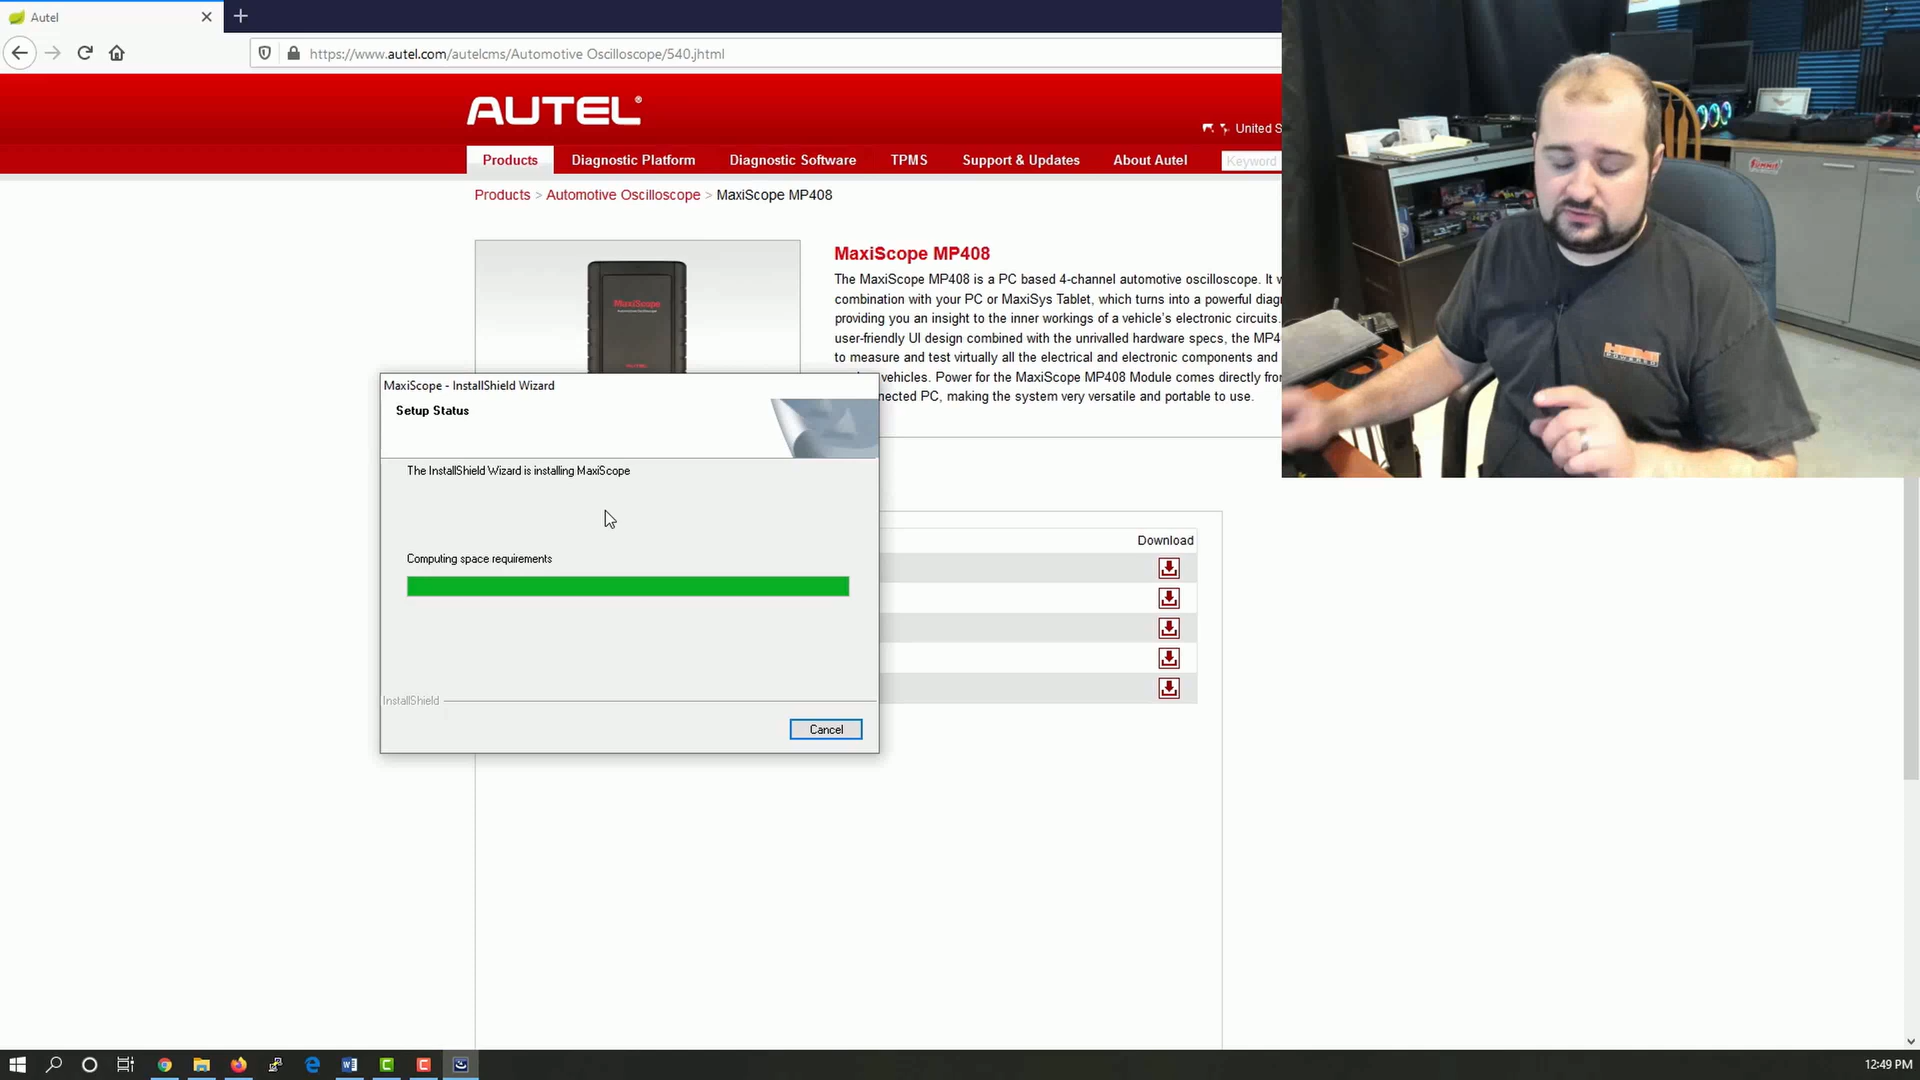 Autel
https://www.autel.com/autelcms/Automotive Oscilloscope/540.jhtml
AUTEL®
United S
Products
Diagnostic Platform
Diagnostic Software
TPMS
Support & Updates
About Autel
Keyword
Products > Automotive Oscilloscope > MaxiScope MP408
MaxiScope
AUTEL
MaxiScope MP408
The MaxiScope MP408 is a PC based 4-channel automotive oscilloscope. It w
combination with your PC or MaxiSys Tablet, which turns into a powerful diag
providing you an insight to the inner workings of a vehicle's electronic circuits.
user-friendly UI design combined with the unrivalled hardware specs, the MP4
to measure and test virtually all the electrical and electronic components and
vehicles. Power for the MaxiScope MP408 Module comes directly from
nected PC, making the system very versatile and portable to use.
MaxiScope - InstallShield Wizard
Setup Status
The InstallShield Wizard is installing MaxiScope
Computing space requirements
InstallShield
Cancel
Download
SUMMIT
12:49 PM